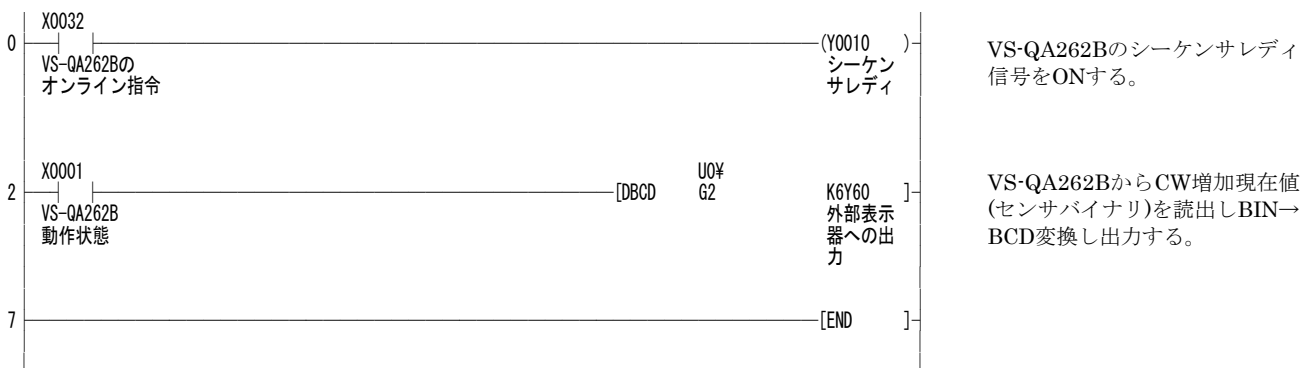 X0032
0
(Y0010 )
VS-QA262Bの
オンライン指令
シーケン
サレディ
VS-QA262Bのシーケンサレディ
信号をONする。
X0001
2
[DBCD
U0¥
G2
K6Y60 ]
VS-QA262B
動作状態
外部表示
器への出
力
VS-QA262BからCW増加現在値
(センサバイナリ)を読出しBIN→
BCD変換し出力する。
7
[END ]